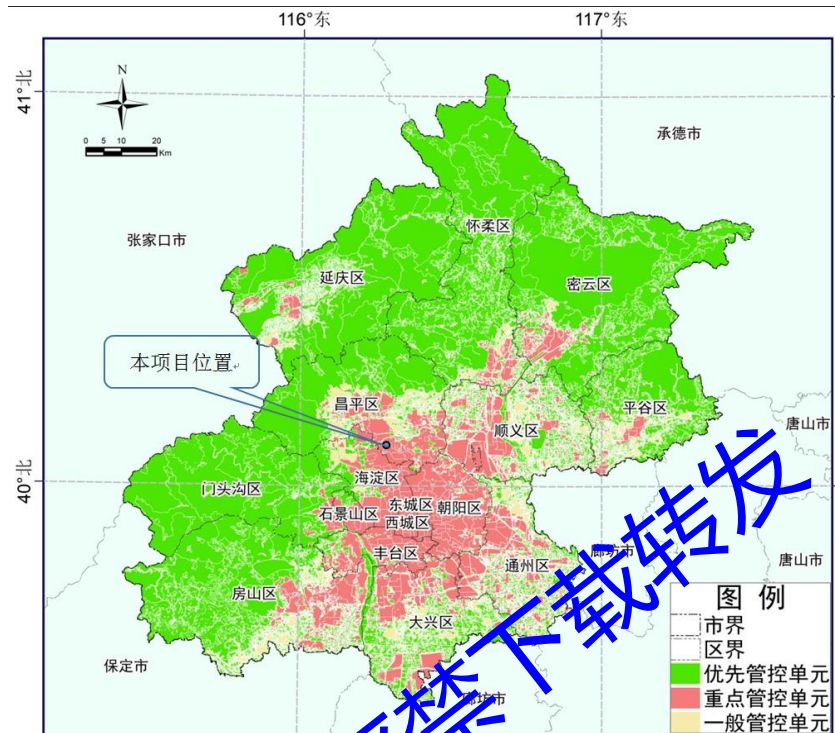 116°东
117°东
41°北
N
0 5 10 20
Km
承德市
怀柔区
张家口市
延庆区
密云区
本项目位置
昌平区
平谷区
顺义区
唐山市
40°北
海淀区
门头沟区
东城区
朝阳区
石景山区
西城区
廊坊市
丰台区
唐山市
通州区
房山区
大兴区
保定市
廊坊市
图 例
市界
区界
优先管控单元
重点管控单元
一般管控单元
禁下载转发